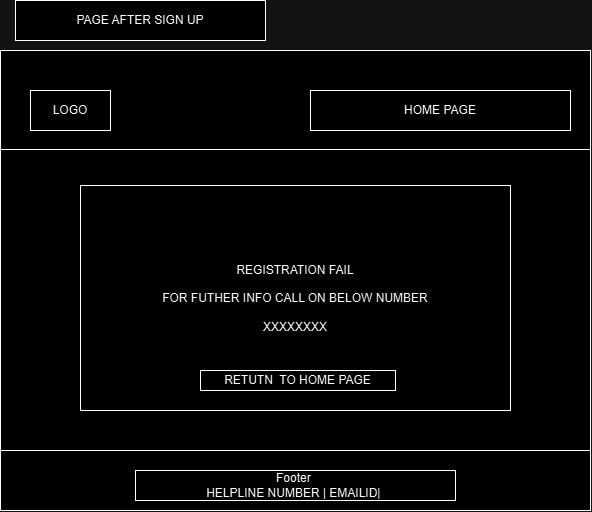 PAGE AFTER SIGN UP
LOGO
HOME PAGE
REGISTRATION FAIL
FOR FUTHER INFO CALL ON BELOW NUMBER
XXXXXXXX
RETUTN  TO HOME PAGE
Footer
HELPLINE NUMBER | EMAILID|